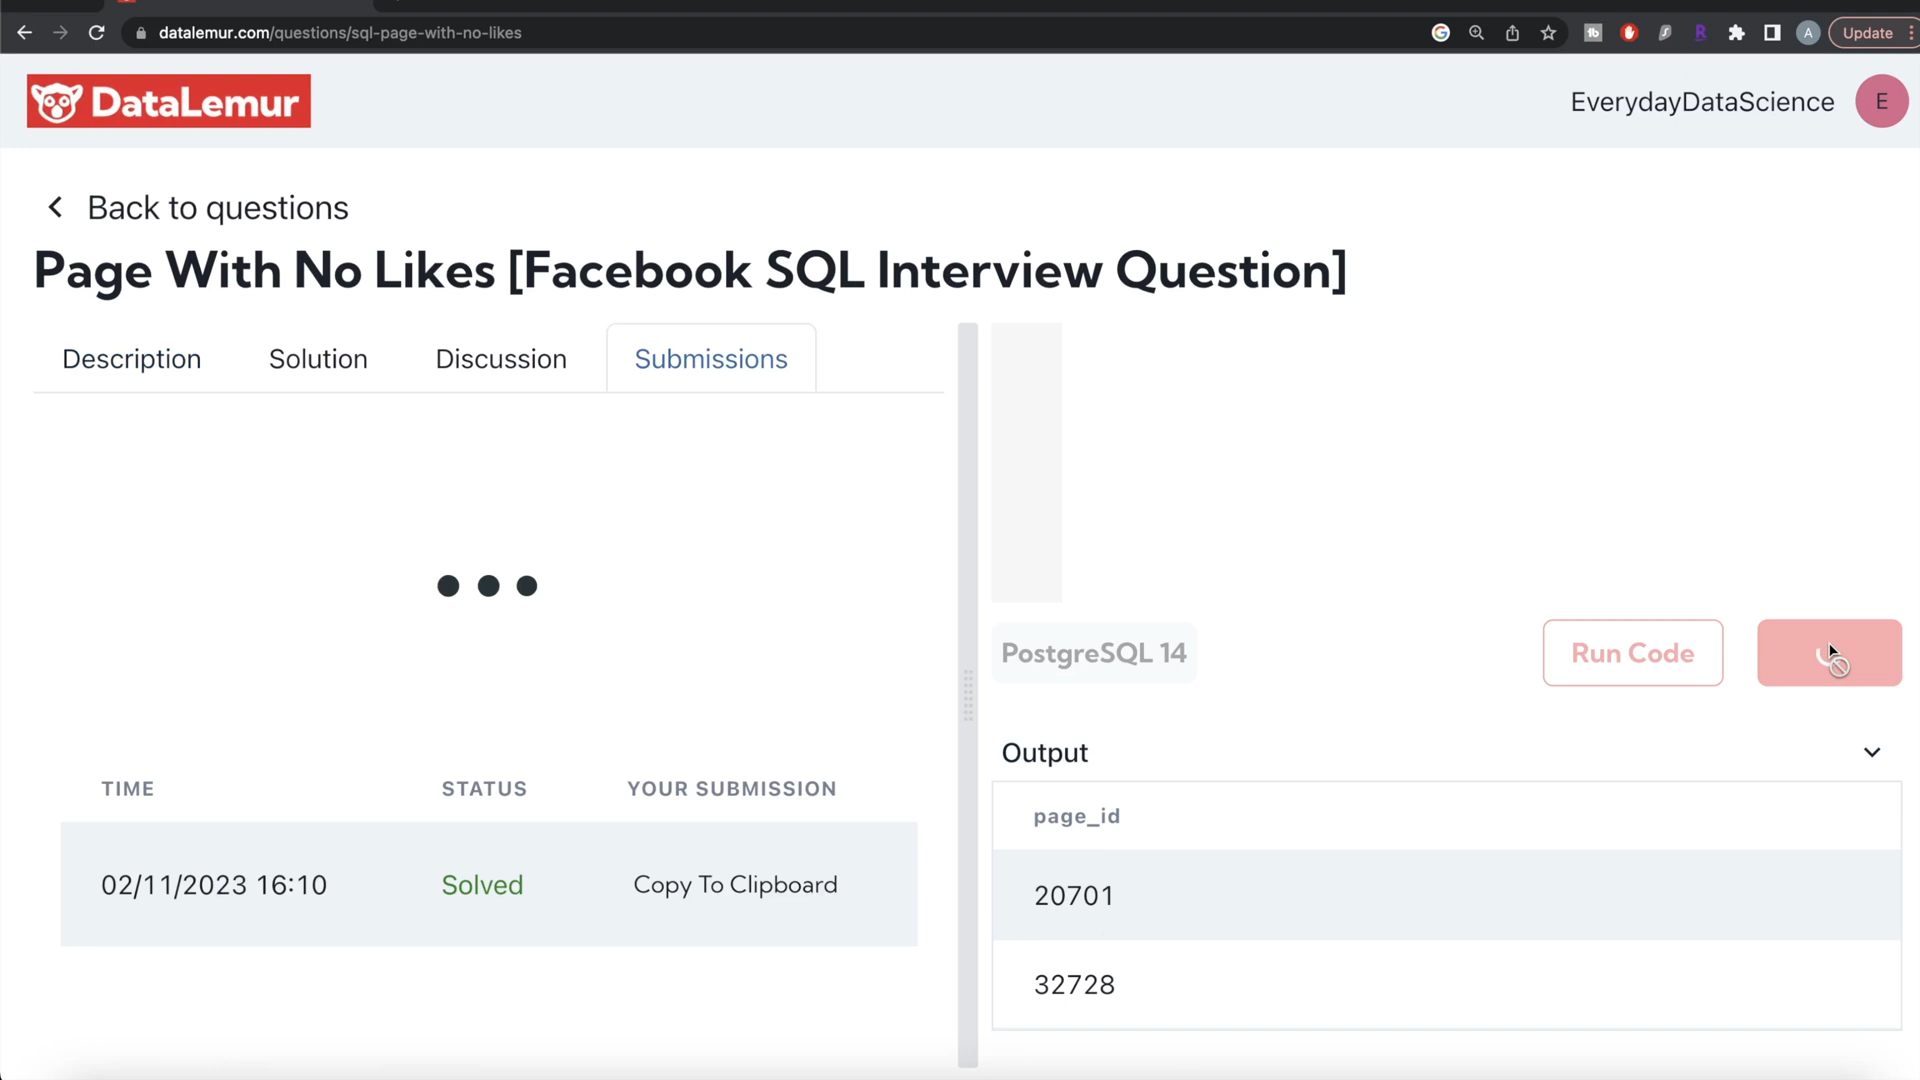 datalemur.com/questions/sql-page-with-no-likes
Update
DataLemur
EverydayDataScience
E
A
Back to questions
Page With No Likes [Facebook SQL Interview Question]
Description
Solution
Discussion
Submissions
PostgreSQL 14
Run Code
Output
page_id
20701
32728
TIME
STATUS
YOUR SUBMISSION
02/11/2023 16:10
Solved
Copy To Clipboard